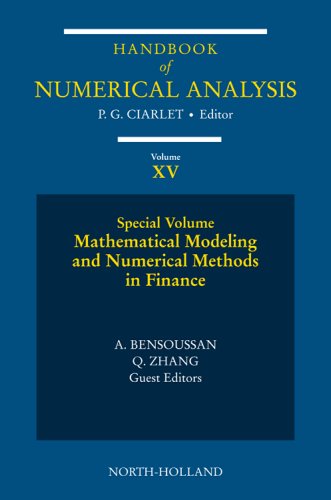 HANDBOOK
of
NUMERICAL ANALYSIS
P. G. CIARLET • Editor
Volume
XV
Special Volume
Mathematical Modeling
and Numerical Methods
in Finance
A. BENSOUSSAN
Q. ZHANG
Guest Editors
NORTH-HOLLAND